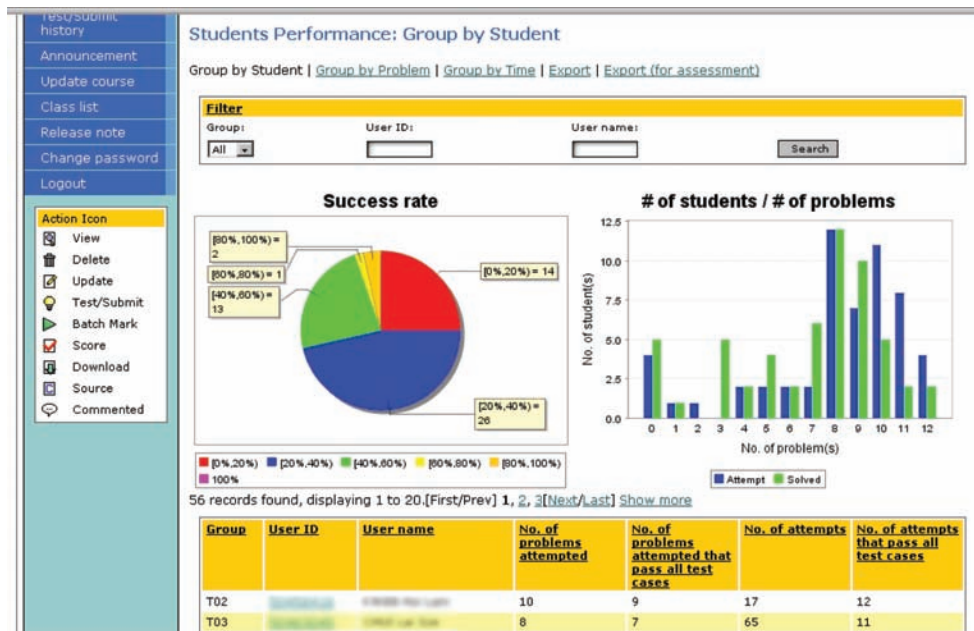 Test/Submit
history
Announcement
Update course
Class list
Release note
Change password
Logout
Action Icon
View
Delete
Update
Test/Submit
Batch Mark
Score
Download
Source
Commented
Students Performance: Group by Student
Group by Student | Group by Problem | Group by Time | Export | Export (for assessment)
Filter
Group: User ID: User name:
All Search
Success rate
[80%,100%) =
2
[60%,80%) = 1
[40%,60%) =
13
[0%,20%) = 14
[20%,40%) =
26
[0%,20%) [20%,40%) [40%,60%) [60%,80%) [80%,100%)
100%
# of students / # of problems
No. of student(s)
12.5
10.0
7.5
5.0
2.5
0.0
0 1 2 3 4 5 6 7 8 9 10 11 12
No. of problem(s)
Attempt Solved
56 records found, displaying 1 to 20.[First/Prev] 1, 2, 3[Next/Last] Show more
Group User ID User name No. of problems attempted No. of problems attempted that pass all test cases No. of attempts No. of attempts that pass all test cases
T02 10 9 17 12
T03 8 7 65 11